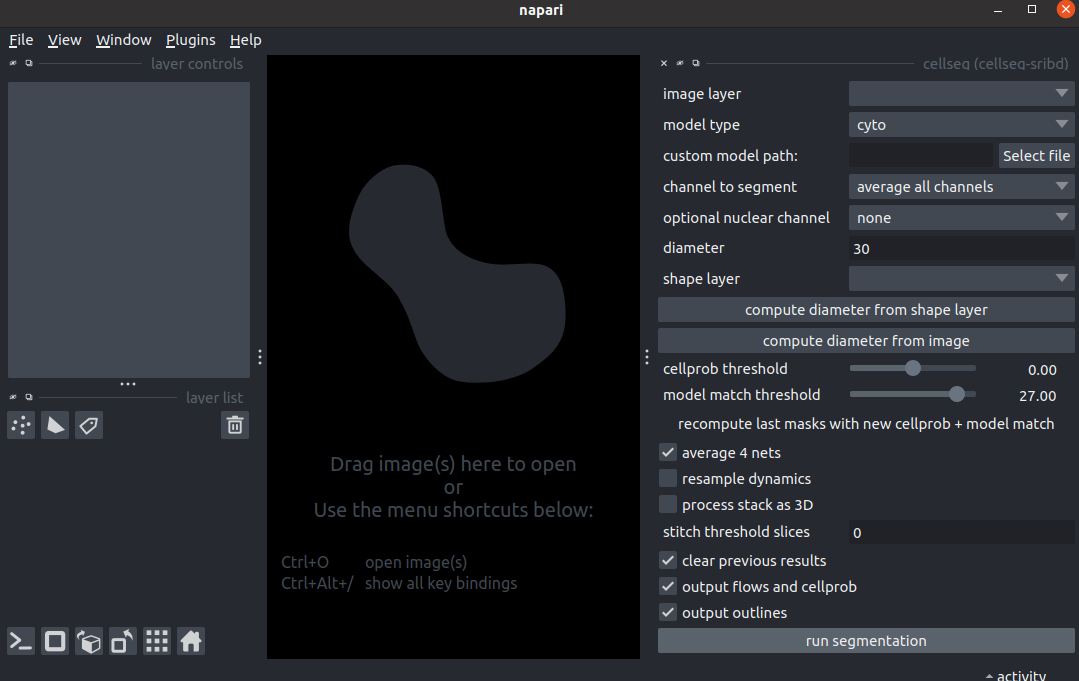 napari
File View Window Plugins Help
layer controls
cellseg (cellseg-sribd)
image layer
model type cyto
custom model path: Select file
channel to segment average all channels
optional nuclear channel none
diameter 30
shape layer
compute diameter from shape layer
compute diameter from image
cellprob threshold 0.00
model match threshold 27.00
recompute last masks with new cellprob + model match
average 4 nets
resample dynamics
process stack as 3D
stitch threshold slices 0
clear previous results
output flows and cellprob
output outlines
run segmentation
activity
layer list
Drag image(s) here to open
or
Use the menu shortcuts below:
Ctrl+O open image(s)
Ctrl+Alt+/ show all key bindings